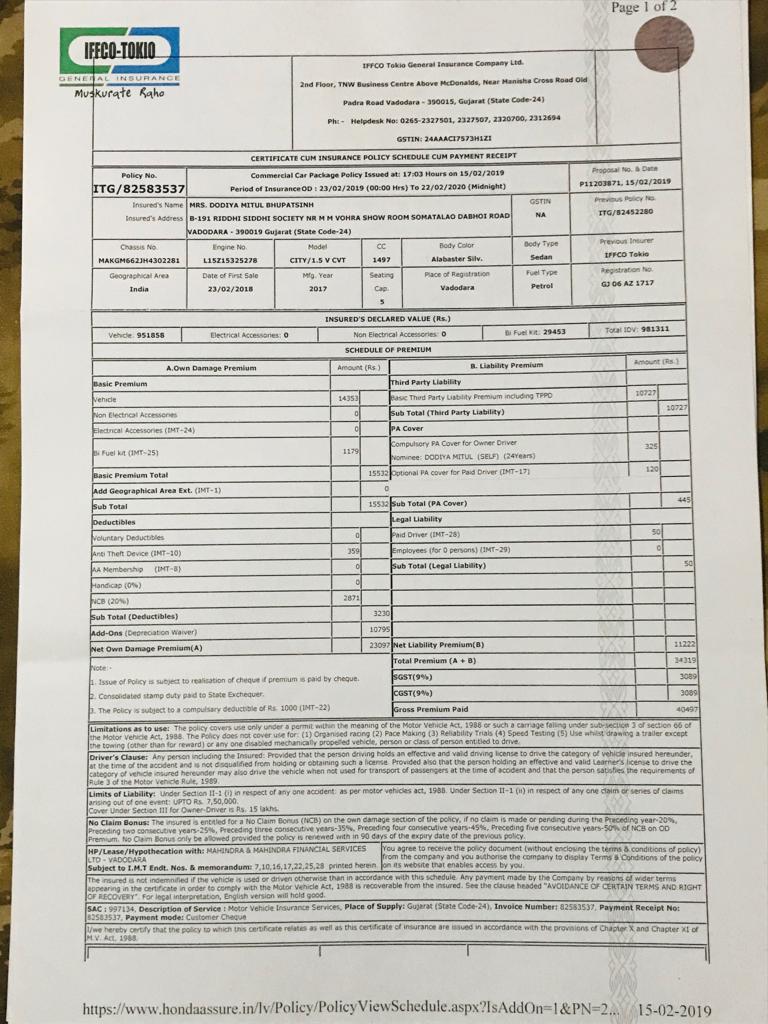 Page 1 of 2
IFFCO-TOKIO
GENERAL INSURANCE
Muskurate Raho
IFFCO Tokio General Insurance Company Ltd.
2nd Floor, TNW Business Centre Above McDonalds, Near Manisha Cross Road Old
Padra Road Vadodara - 390015, Gujarat (State Code-24)
Ph: - Helpdesk No: 0265-2327501, 2327507, 2320700, 2312694
GSTIN: 24AAACI7573H1ZI
CERTIFICATE CUM INSURANCE POLICY SCHEDULE CUM PAYMENT RECEIPT
Policy No. Commercial Car Package Policy Issued at: 17:03 Hours on 15/02/2019 Proposal No. & Date
ITG/82583537 Period of InsuranceOD : 23/02/2019 (00:00 Hrs) To 22/02/2020 (Midnight) P11203871, 15/02/2019
Insured's Name MRS. DODIYA MITUL BHUPATSINH GSTIN Previous Policy No.
Insured's Address B-191 RIDDHI SIDDHI SOCIETY NR M M VOHRA SHOW ROOM SOMATALAO DABHOI ROAD NA ITG/82452280
VADODARA - 390019 Gujarat (State Code-24)
Chassis No. Engine No. Model CC Body Color Body Type Previous Insurer
MAKGM662JH4302281 L15Z15325278 CITY/1.5 V CVT 1497 Alabaster Silv. Sedan IFFCO Tokio
Geographical Area Date of First Sale Mfg. Year Seating Place of Registration Fuel Type Registration No.
India 23/02/2018 2017 Cap. Vadodara Petrol GJ 06 AZ 1717
5
INSURED'S DECLARED VALUE (Rs.)
Vehicle: 951858 Electrical Accessories: 0 Non Electrical Accessories: 0 Bi Fuel Kit: 29453 Total IDV: 981311
SCHEDULE OF PREMIUM
A.Own Damage Premium Amount (Rs.) B. Liability Premium Amount (Rs.)
Basic Premium Third Party Liability
Vehicle 14353 Basic Third Party Liability Premium including TPPD 10727
Non Electrical Accessories 0 Sub Total (Third Party Liability) 10727
Electrical Accessories (IMT-24) 0 PA Cover
Bi Fuel kit (IMT-25) 1179 Compulsory PA Cover for Owner Driver 325
Nominee: DODIYA MITUL (SELF) (24Years)
Basic Premium Total 15532 Optional PA cover for Paid Driver (IMT-17) 120
Add Geographical Area Ext. (IMT-1) 0
Sub Total 15532 Sub Total (PA Cover) 445
Deductibles Legal Liability
Voluntary Deductibles 0 Paid Driver (IMT-28) 50
Anti Theft Device (IMT-10) 359 Employees (for 0 persons) (IMT-29) 0
AA Membership (IMT-8) 0 Sub Total (Legal Liability) 50
Handicap (0%) 0
NCB (20%) 2871
Sub Total (Deductibles) 3230
Add-Ons (Depreciation Waiver) 10795
Net Own Damage Premium(A) 23097 Net Liability Premium(B) 11222
Note:- Total Premium (A + B) 34319
1. Issue of Policy is subject to realisation of cheque if premium is paid by cheque. SGST(9%) 3089
2. Consolidated stamp duty paid to State Exchequer. CGST(9%) 3089
3. The Policy is subject to a compulsary deductible of Rs. 1000 (IMT-22) Gross Premium Paid 40497
Limitations as to use: The policy covers use only under a permit within the meaning of the Motor Vehicle Act, 1988 or such a carriage falling under sub-section 3 of section 66 of
the Motor Vehicle Act, 1988. The Policy does not cover use for: (1) Organised racing (2) Pace Making (3) Reliability Trials (4) Speed Testing (5) Use whilst drawing a trailer except
the towing (other than for reward) or any one disabled mechanically propelled vehicle, person or class of person entitled to drive.
Driver's Clause: Any person including the Insured: Provided that the person driving holds an effective and valid driving license to drive the category of vehicle insured hereunder,
at the time of the accident and is not disqualified from holding or obtaining such a license. Provided also that the person holding an effective and valid Learner's license to drive the
category of vehicle insured hereunder may also drive the vehicle when not used for transport of passengers at the time of accident and that the person satisfies the requirements of
Rule 3 of the Motor Vehicle Rule, 1989.
Limits of Liability: Under Section II-1 (i) in respect of any one accident: as per motor vehicles act, 1988. Under Section II-1 (ii) in respect of any one claim or series of claims
arising out of one event: UPTO Rs. 7,50,000.
Cover Under Section III for Owner-Driver is Rs. 15 lakhs.
No Claim Bonus: The insured is entitled for a No Claim Bonus (NCB) on the own damage section of the policy, if no claim is made or pending during the Preceding year-20%,
Preceding two consecutive years-25%, Preceding three consecutive years-35%, Preceding four consecutive years-45%, Preceding five consecutive years-50% of NCB on OD
Premium. No Claim Bonus only be allowed provided the policy is renewed with in 90 days of the expiry date of the previous policy.
HP/Lease/Hypothecation with: MAHINDRA & MAHINDRA FINANCIAL SERVICES
LTD - VADODARA
Subject to I.M.T Endt. Nos. & memorandum: 7,10,16,17,22,25,28 printed herein.
You agree to receive the policy document (without enclosing the terms & conditions of policy)
from the company and you authorise the company to display Terms & Conditions of the policy
on its website that enables access by you.
The insured is not indemnified if the vehicle is used or driven otherwise than in accordance with this schedule. Any payment made by the Company by reasons of wider terms
appearing in the certificate in order to comply with the Motor Vehicle Act, 1988 is recoverable from the insured. See the clause headed "AVOIDANCE OF CERTAIN TERMS AND RIGHT
OF RECOVERY". For legal interpretation, English version will hold good.
SAC : 997134, Description of Service : Motor Vehicle Insurance Services, Place of Supply: Gujarat (State Code-24), Invoice Number: 82583537, Payment Receipt No:
82583537, Payment mode: Customer Cheque
I/we hereby certify that the policy to which this certificate relates as well as this certificate of insurance are issued in accordance with the provisions of Chapter X and Chapter XI of
M.V. Act, 1988.
https://www.hondaassure.in/lv/Policy/PolicyViewSchedule.aspx?IsAddOn=1&PN=2... 15-02-2019